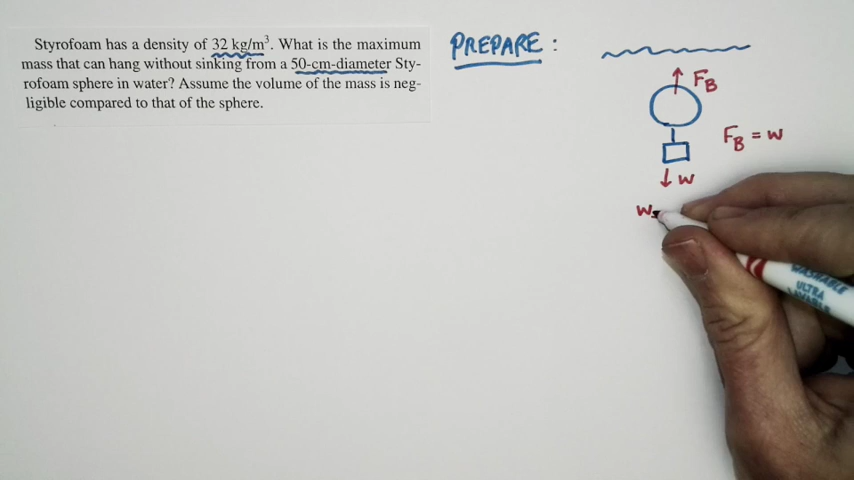 Styrofoam has a density of 32 kg/m³. What is the maximum
mass that can hang without sinking from a 50-cm-diameter Sty-
rofoam sphere in water? Assume the volume of the mass is neg-
ligible compared to that of the sphere.
PREPARE:
F_B
F_B = w
w
w
WASHABLE
ULTRA